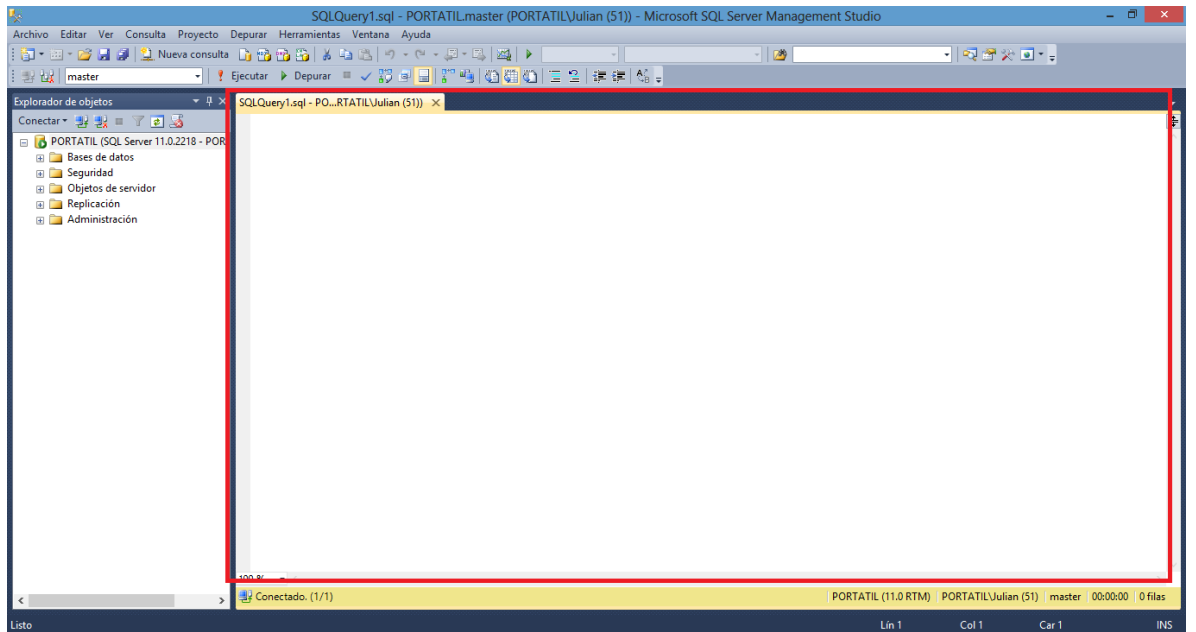 SQLQuery1.sql - PORTATIL.master (PORTATIL\Julian (51)) - Microsoft SQL Server Management Studio
Archivo Editar Ver Consulta Proyecto Depurar Herramientas Ventana Ayuda
Nueva consulta
master Ejecutar Depurar
Explorador de objetos
SQLQuery1.sql - PO...RTATIL\Julian (51))
Conectar
PORTATIL (SQL Server 11.0.2218 - POR
Bases de datos
Seguridad
Objetos de servidor
Replicación
Administración
100 %
Conectado. (1/1) PORTATIL (11.0 RTM) PORTATIL\Julian (51) master 00:00:00 0 filas
Listo Lín 1 Col 1 Car 1 INS